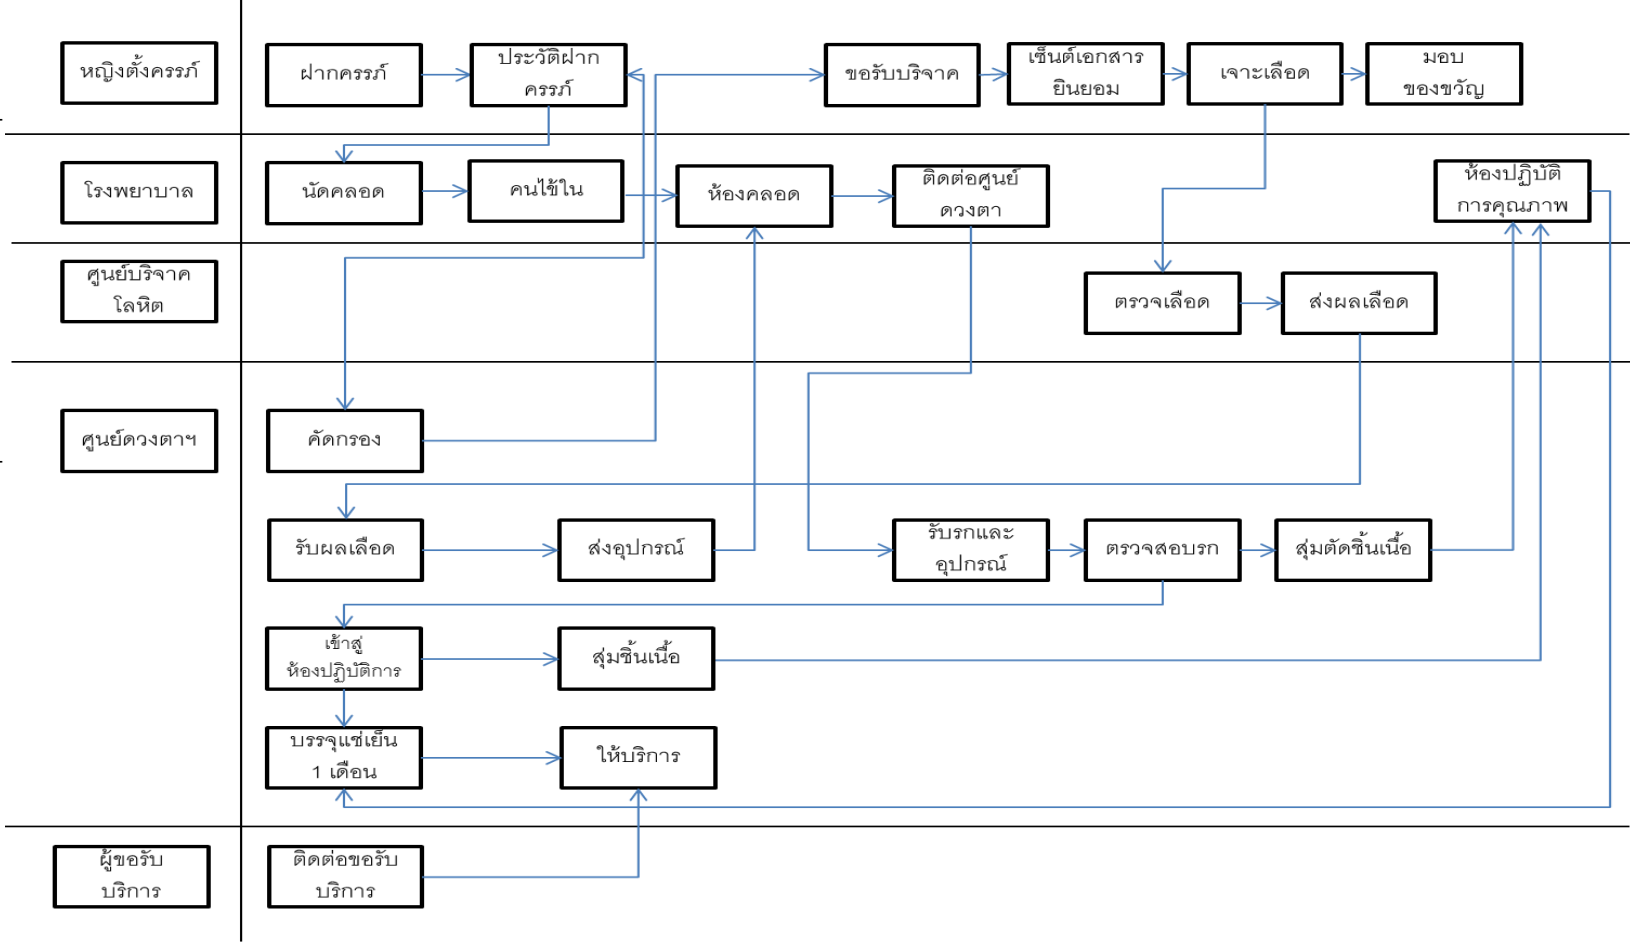 หญิงตั้งครรภ์
ฝากครรภ์
ประวัติฝาก
ครรภ์
ขอรับบริจาค
เซ็นต์เอกสาร
ยินยอม
เจาะเลือด
มอบ
ของขวัญ
โรงพยาบาล
นัดคลอด
คนไข้ใน
ห้องคลอด
ติดต่อศูนย์
ดวงตา
ห้องปฏิบัติ
การคุณภาพ
ศูนย์บริจาค
โลหิต
ตรวจเลือด
ส่งผลเลือด
ศูนย์ดวงตาฯ
คัดกรอง
รับผลเลือด
ส่งอุปกรณ์
รับรกและ
อุปกรณ์
ตรวจสอบรก
สุ่มตัดชิ้นเนื้อ
เข้าสู่
ห้องปฏิบัติการ
สุ่มชิ้นเนื้อ
บรรจุแช่เย็น
1 เดือน
ให้บริการ
ผู้ขอรับ
บริการ
ติดต่อขอรับ
บริการ